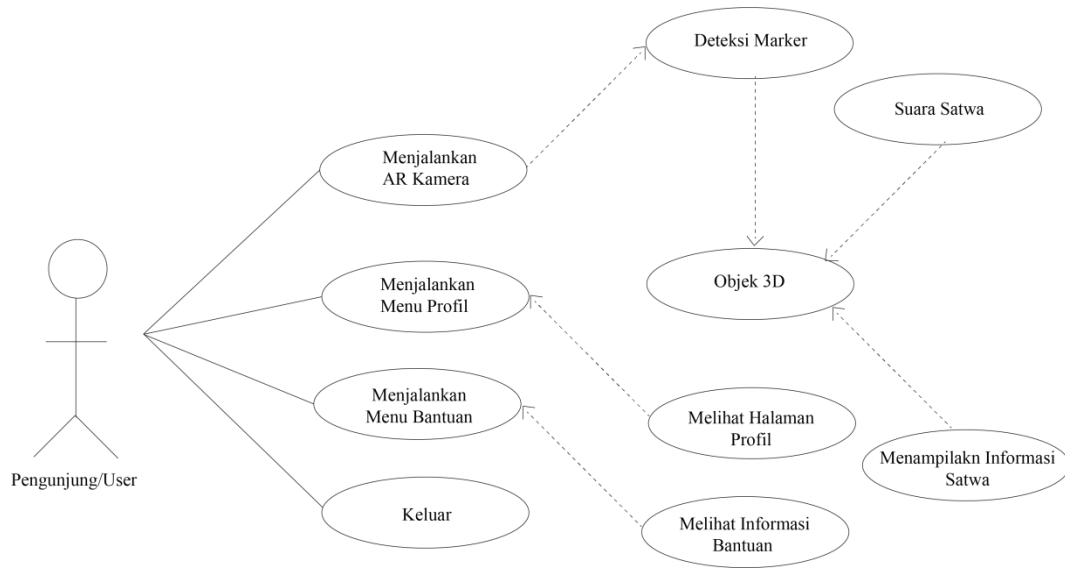 Deteksi Marker
Suara Satwa
Menjalankan
AR Kamera
Objek 3D
Menjalankan
Menu Profil
Menjalankan
Menu Bantuan
Melihat Halaman
Profil
Menampilakn Informasi
Satwa
Pengunjung/User
Keluar
Melihat Informasi
Bantuan